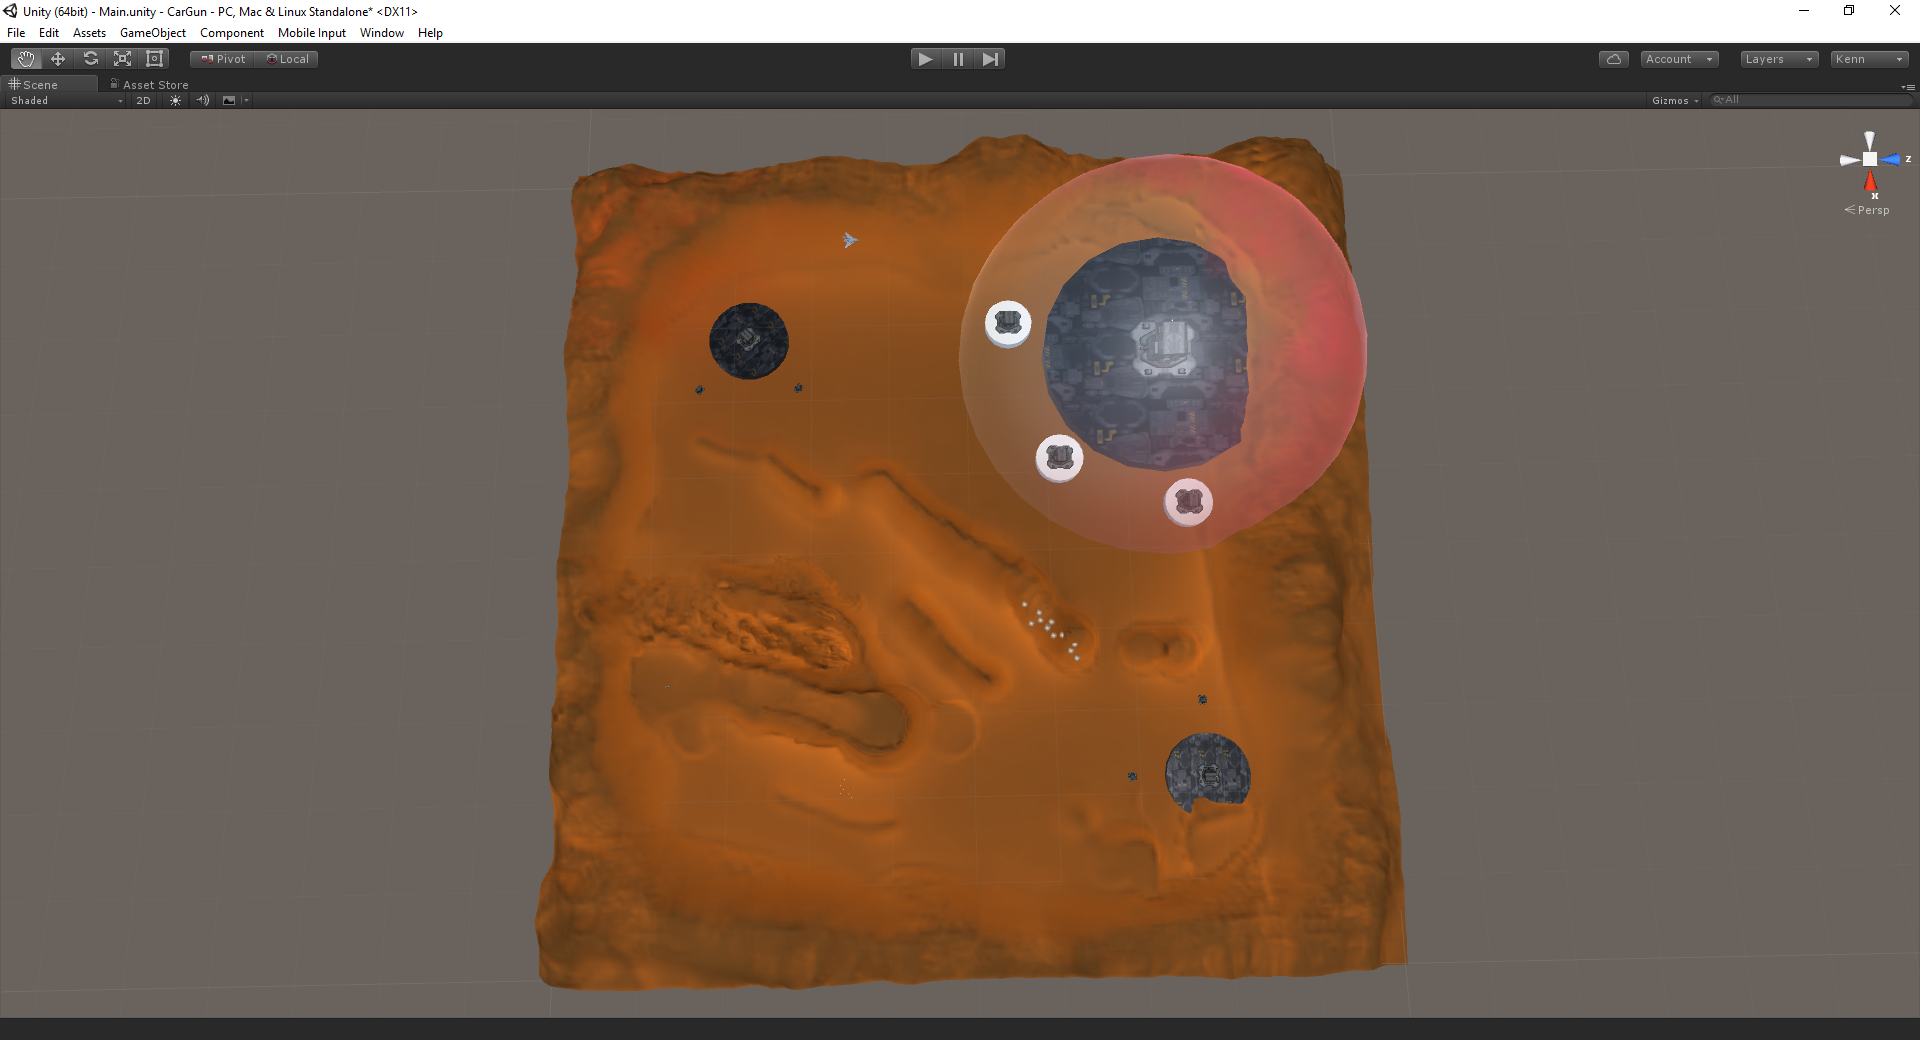 Unity (64bit) - Main.unity - CarGun - PC, Mac & Linux Standalone* <DX11>
File Edit Assets GameObject Component Mobile Input Window Help
Pivot Local Account Layers Kenn
Scene Asset Store
Shaded 2D Gizmos All
z
x
Persp